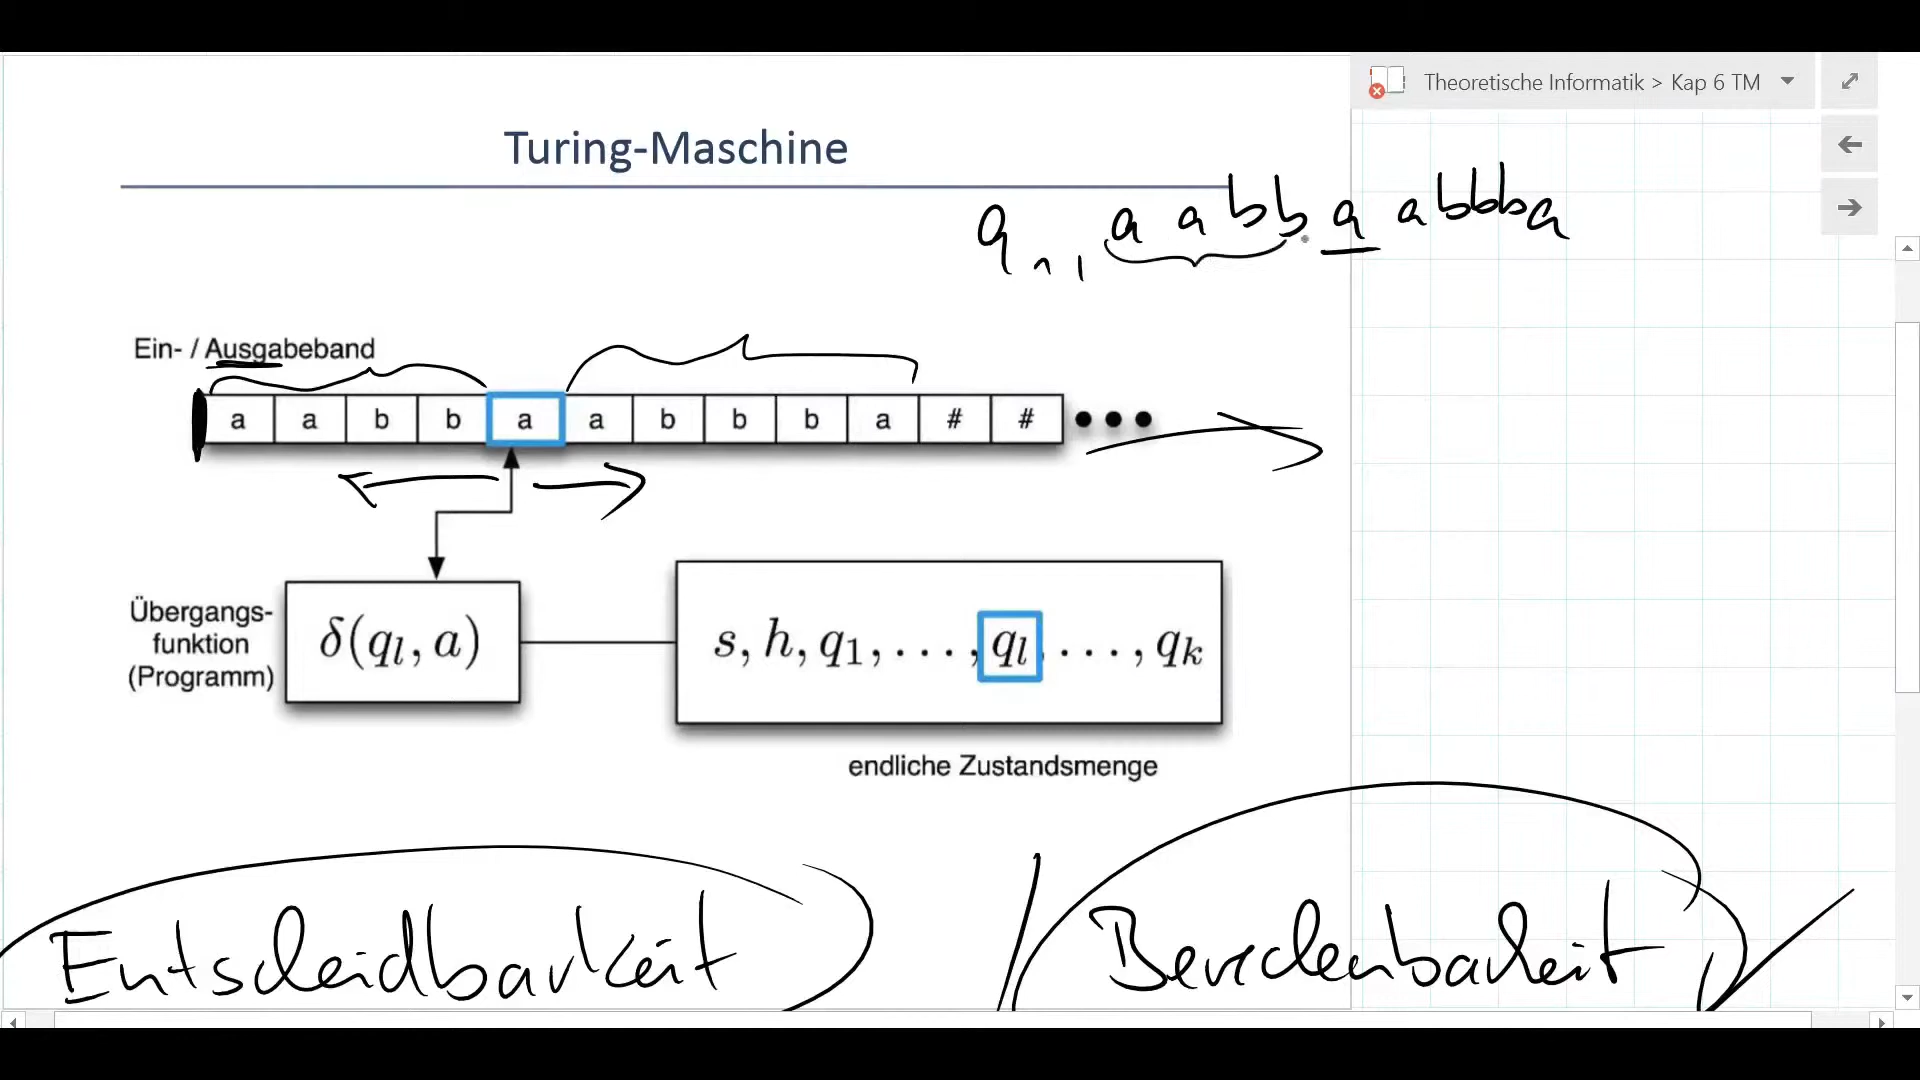 Theoretische Informatik > Kap 6 TM
Turing-Maschine
q₁, a a b b a a b b b a
Ein- / Ausgabeband
a a b b a a b b b a # # •••
Übergangs-
funktion
(Programm)
δ(qₗ, a)
s, h, q₁, ..., qₗ, ..., qₖ
endliche Zustandsmenge
Entscheidbarkeit / Berechenbarkeit